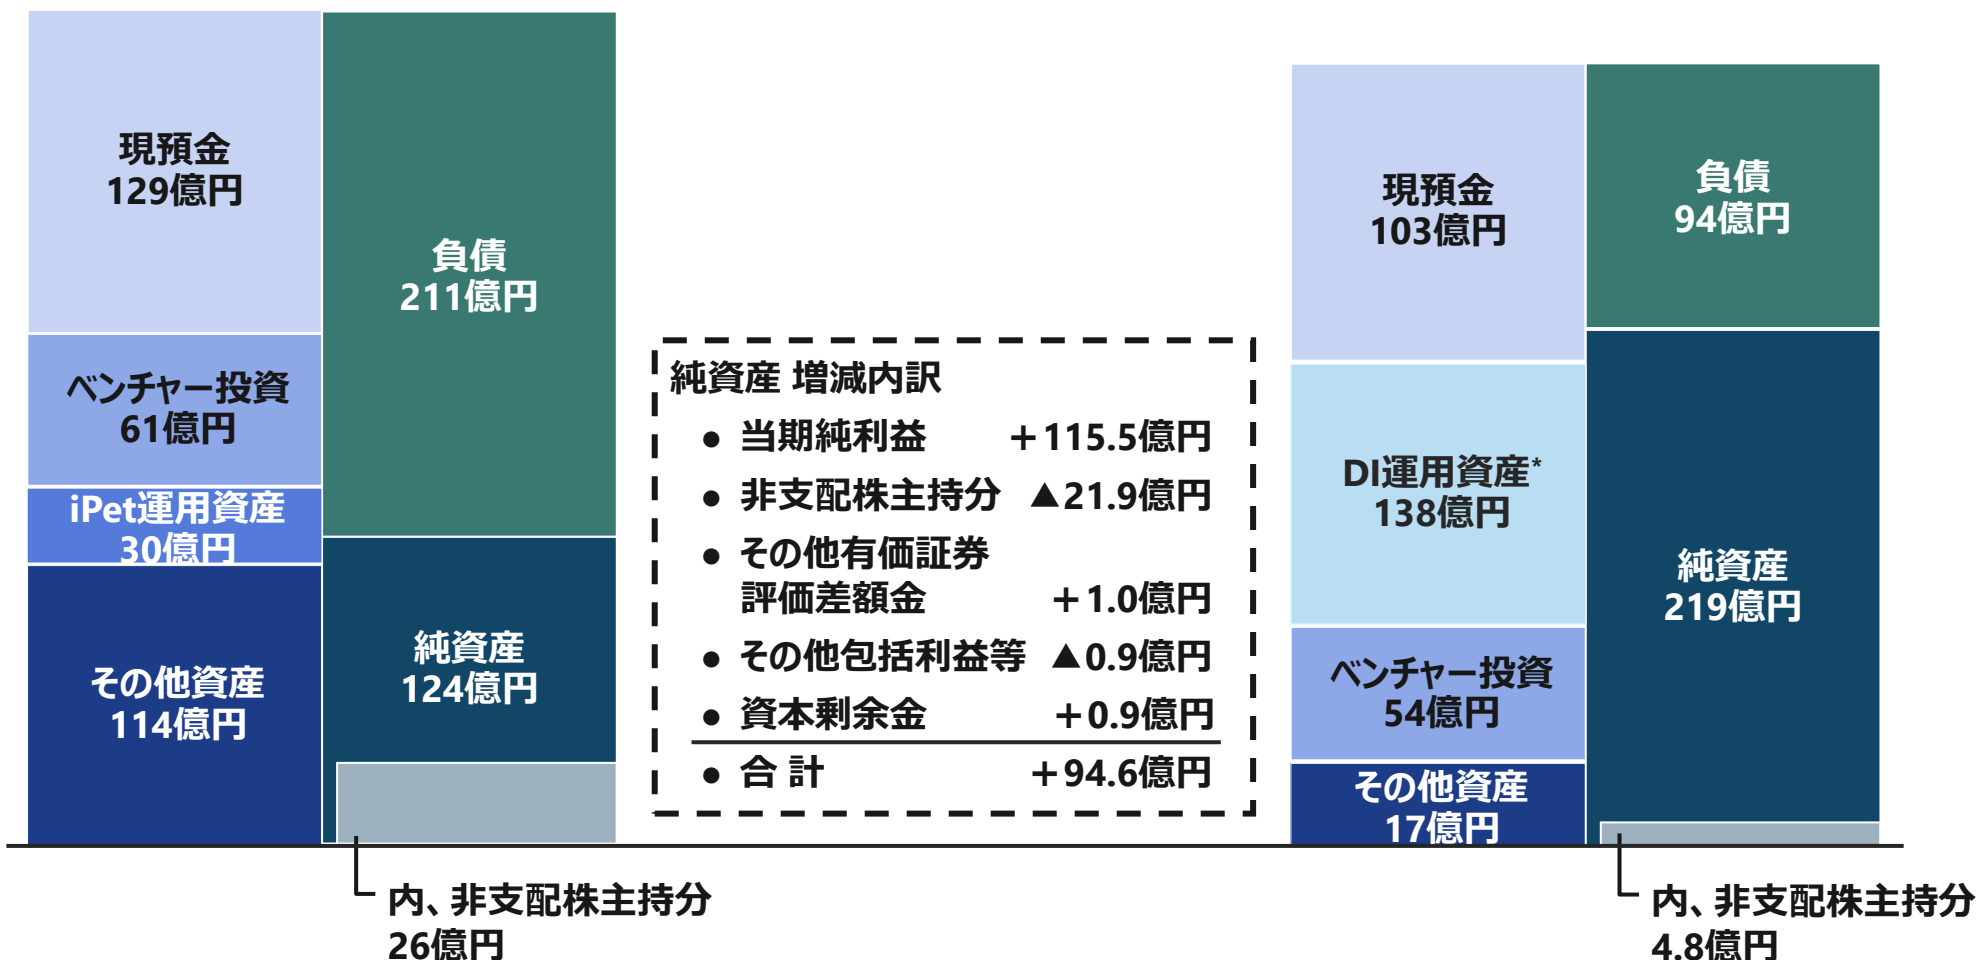 現預金
129億円
ベンチャー投資
61億円
iPet運用資産
30億円
その他資産
114億円
負債
211億円
純資産
124億円
内、非支配株主持分
26億円
純資産 増減内訳
● 当期純利益 +115.5億円
● 非支配株主持分 ▲21.9億円
● その他有価証券
評価差額金 +1.0億円
● その他包括利益等 ▲0.9億円
● 資本剰余金 +0.9億円
● 合 計 +94.6億円
現預金
103億円
DI運用資産*
138億円
ベンチャー投資
54億円
その他資産
17億円
負債
94億円
純資産
219億円
内、非支配株主持分
4.8億円